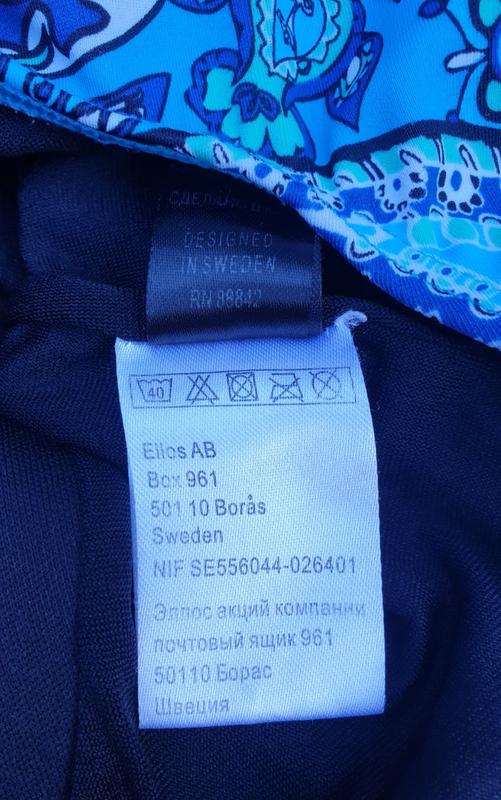 СДЕЛАНО В
DESIGNED
IN SWEDEN
RN 88842
40
Ellos AB
Box 961
501 10 Borås
Sweden
NIF SE556044-026401
Эллос акций компании
почтовый ящик 961
50110 Борас
Швеция